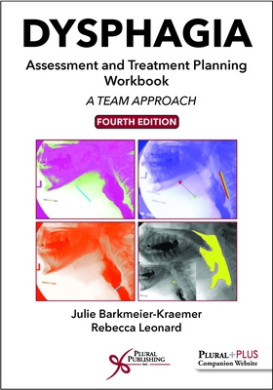 DYSPHAGIA
Assessment and Treatment Planning
Workbook
A TEAM APPROACH
FOURTH EDITION
Julie Barkmeier-Kraemer
Rebecca Leonard
PLURAL
PUBLISHING
INC.
PLURAL+PLUS
Companion Website